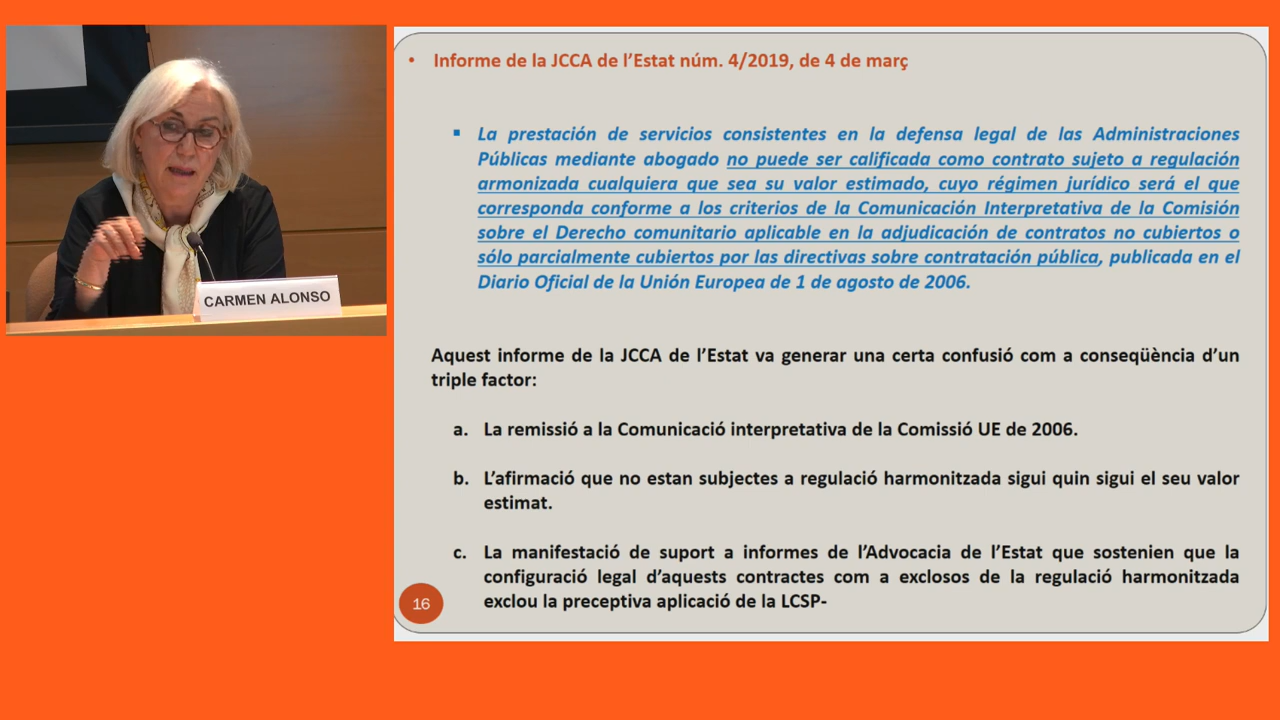 CARMEN ALONSO
• Informe de la JCCA de l'Estat núm. 4/2019, de 4 de març
▪ La prestación de servicios consistentes en la defensa legal de las Administraciones
Públicas mediante abogado no puede ser calificada como contrato sujeto a regulación
armonizada cualquiera que sea su valor estimado, cuyo régimen jurídico será el que
corresponda conforme a los criterios de la Comunicación Interpretativa de la Comisión
sobre el Derecho comunitario aplicable en la adjudicación de contratos no cubiertos o
sólo parcialmente cubiertos por las directivas sobre contratación pública, publicada en el
Diario Oficial de la Unión Europea de 1 de agosto de 2006.
Aquest informe de la JCCA de l'Estat va generar una certa confusió com a conseqüència d'un
triple factor:
a. La remissió a la Comunicació interpretativa de la Comissió UE de 2006.
b. L'afirmació que no estan subjectes a regulació harmonitzada sigui quin sigui el seu valor
estimat.
c. La manifestació de suport a informes de l'Advocacia de l'Estat que sostenien que la
configuració legal d'aquests contractes com a exclosos de la regulació harmonitzada
exclou la preceptiva aplicació de la LCSP-
16